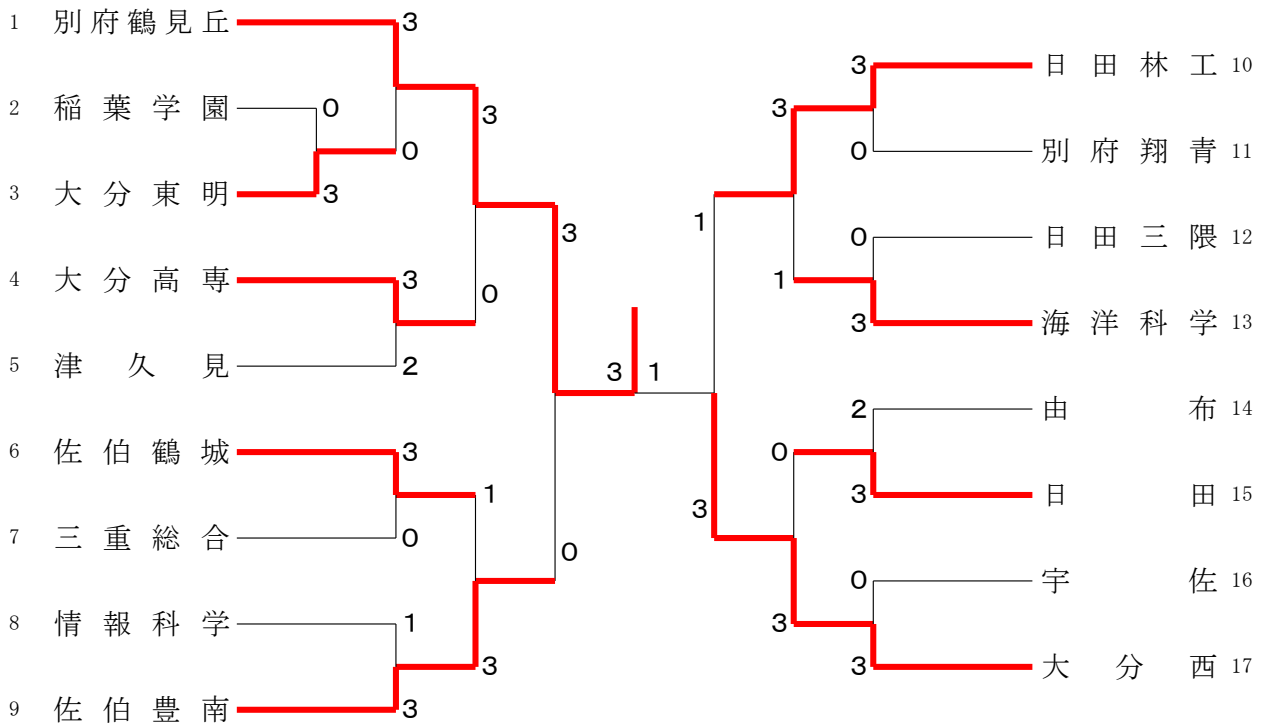 1 別府鶴見丘 3
3
2 稲葉学園 0
0
3 大分東明 3
3
4 大分高専 3
0
5 津久見 2
6 佐伯鶴城 3
1
7 三重総合 0
0
8 情報科学 1
3
9 佐伯豊南 3
3 1
3 日田林工 10
3
0 別府翔青 11
1
0 日田三隈 12
1
3 海洋科学 13
2 由布 14
0
3 日田 15
3
0 宇佐 16
3
3 大分西 17